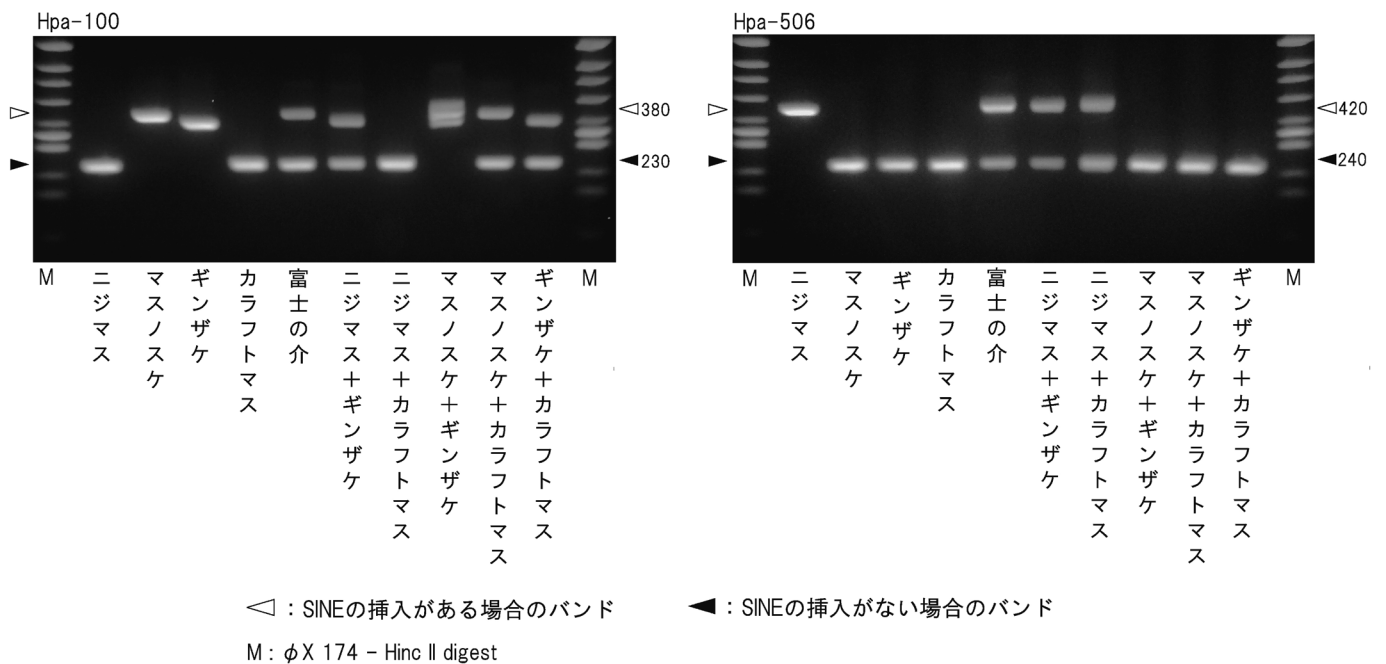 Hpa-100
380
230
M
ニジマス
マスノスケ
ギンザケ
カラフトマス
富士の介
ニジマス＋ギンザケ
ニジマス＋カラフトマス
マスノスケ＋ギンザケ
マスノスケ＋カラフトマス
ギンザケ＋カラフトマス
M
Hpa-506
420
240
M
ニジマス
マスノスケ
ギンザケ
カラフトマス
富士の介
ニジマス＋ギンザケ
ニジマス＋カラフトマス
マスノスケ＋ギンザケ
マスノスケ＋カラフトマス
ギンザケ＋カラフトマス
M
：SINEの挿入がある場合のバンド
：SINEの挿入がない場合のバンド
M : φX 174 - Hinc Ⅱ digest